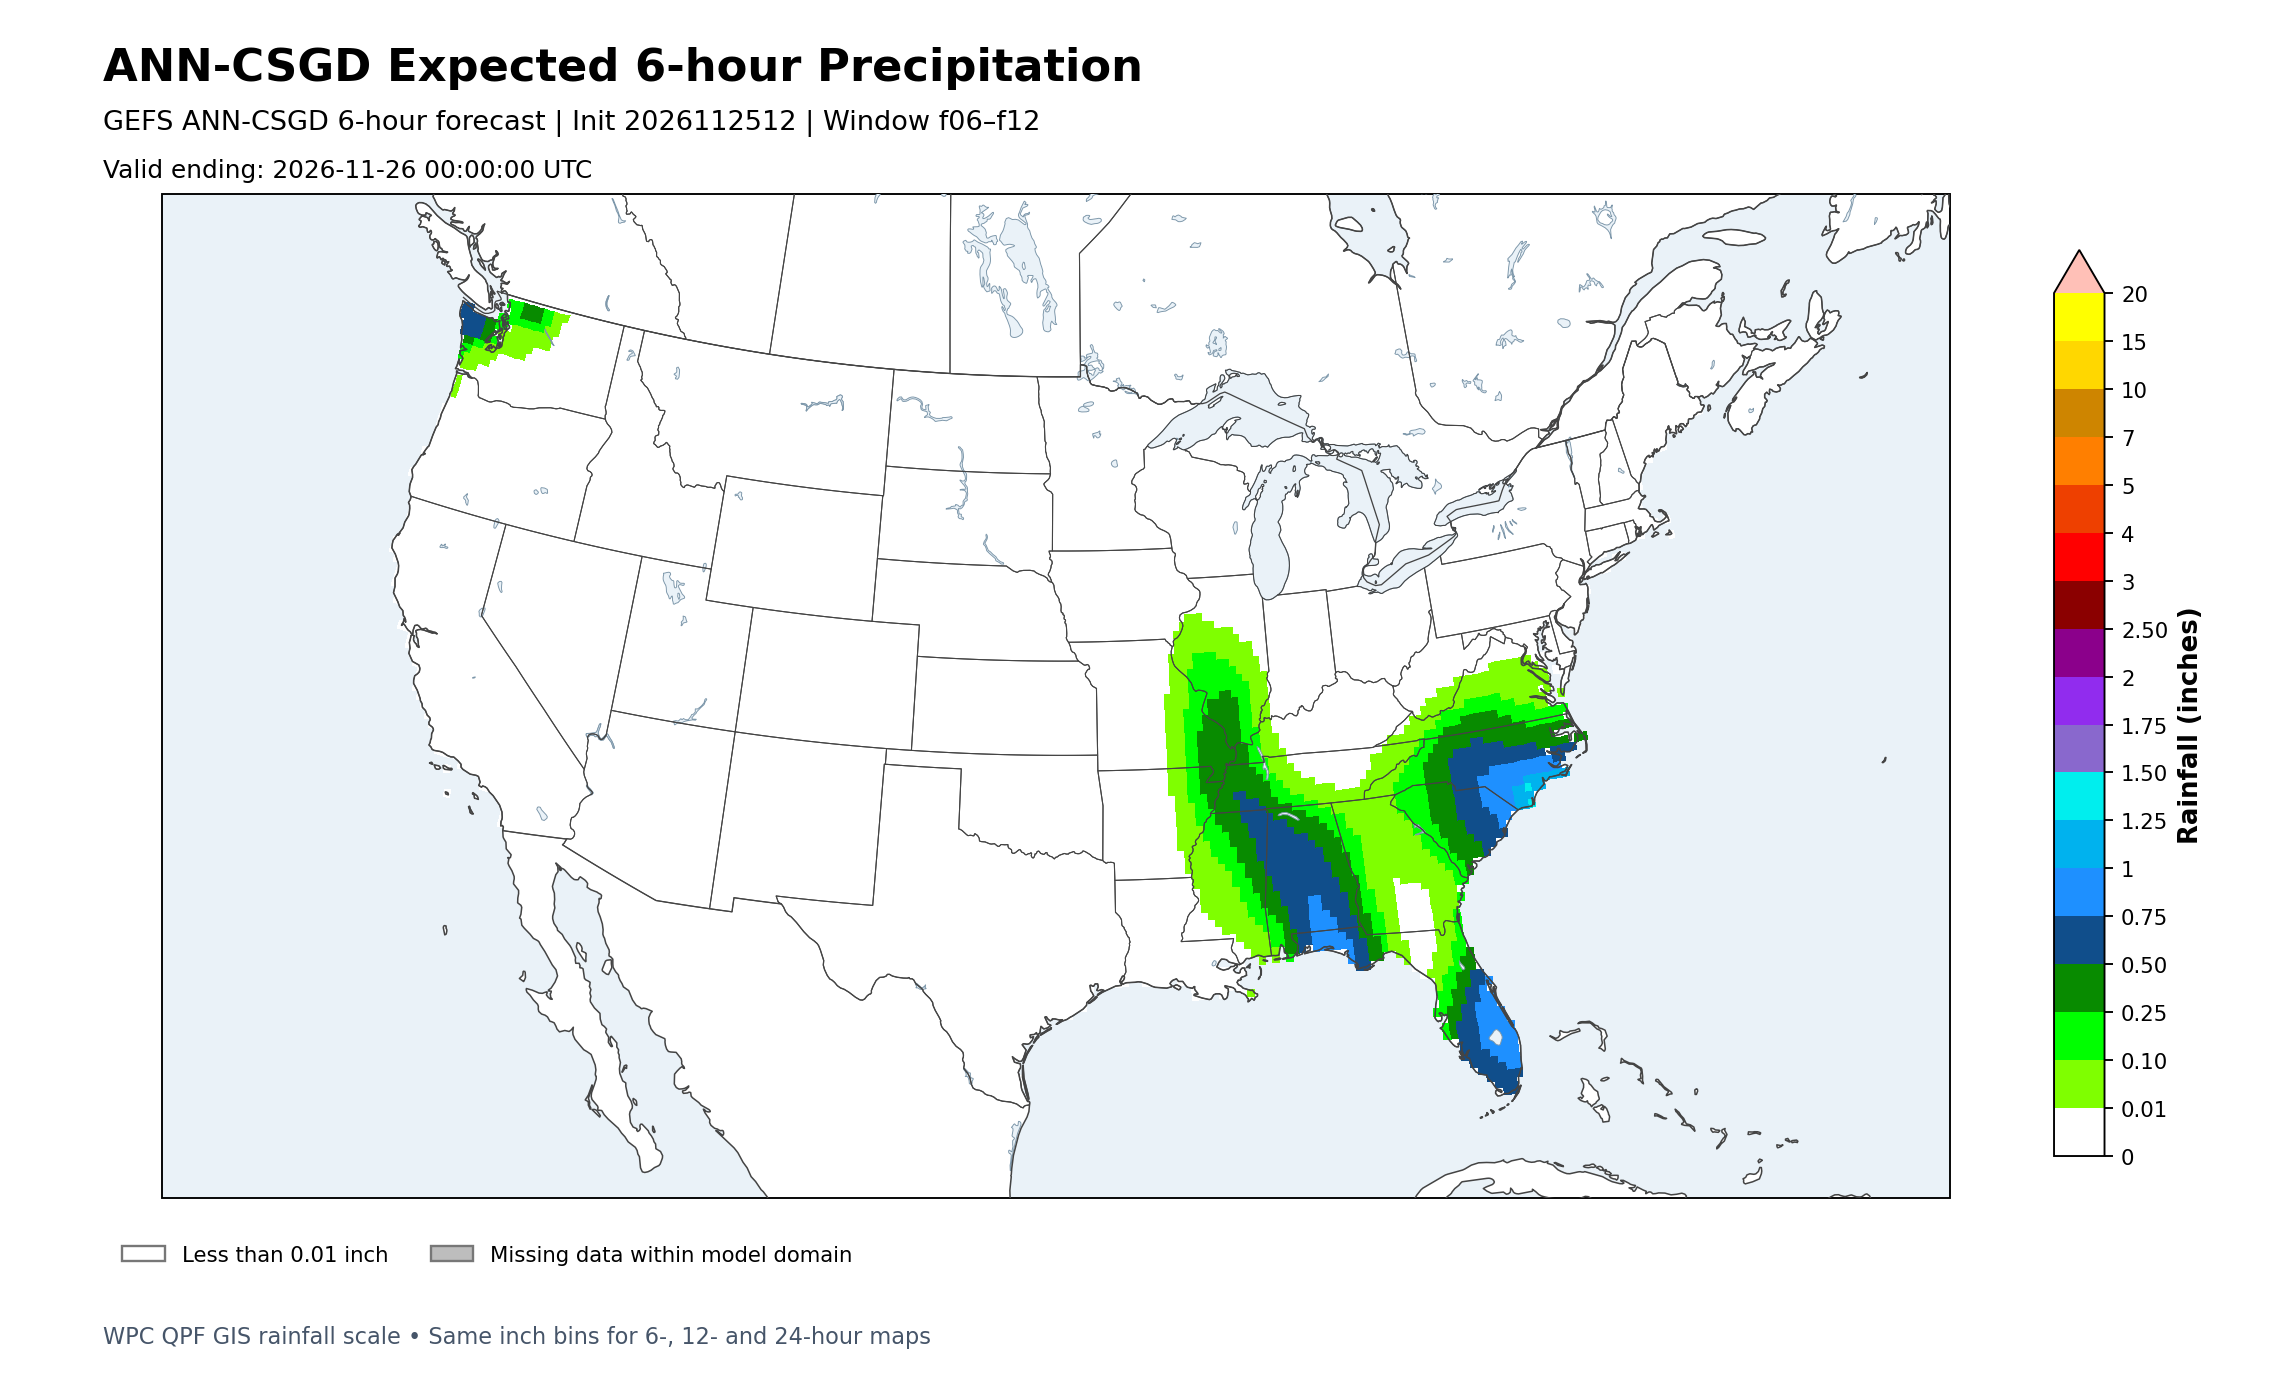 ANN-CSGD Expected 6-hour Precipitation
GEFS ANN-CSGD 6-hour forecast | Init 2026112512 | Window f06–f12
Valid ending: 2026-11-26 00:00:00 UTC
20
15
10
7
5
4
3
2.50
2
1.75
1.50
1.25
1
0.75
0.50
0.25
0.10
0.01
0
Rainfall (inches)
Less than 0.01 inch
Missing data within model domain
WPC QPF GIS rainfall scale • Same inch bins for 6-, 12- and 24-hour maps